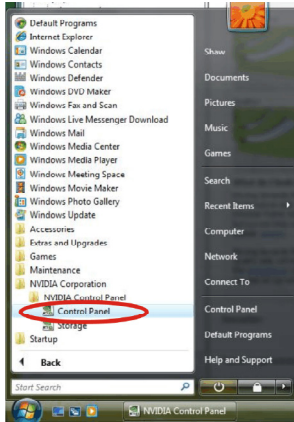 Default Programs
Internet Explorer
Windows Calendar
Windows Contacts
Windows Defender
Windows DVD Maker
Windows Fax and Scan
Windows Live Messenger Download
Windows Mail
Windows Media Center
Windows Media Player
Windows Meeting Space
Windows Movie Maker
Windows Photo Gallery
Windows Update
Accessories
Extras and Upgrades
Games
Maintenance
NVIDIA Corporation
NVIDIA Control Panel
Control Panel
Storage
Startup
Back
Start Search
Shaw
Documents
Pictures
Music
Games
Search
Recent Items
Computer
Network
Connect To
Control Panel
Default Programs
Help and Support
NVIDIA Control Panel